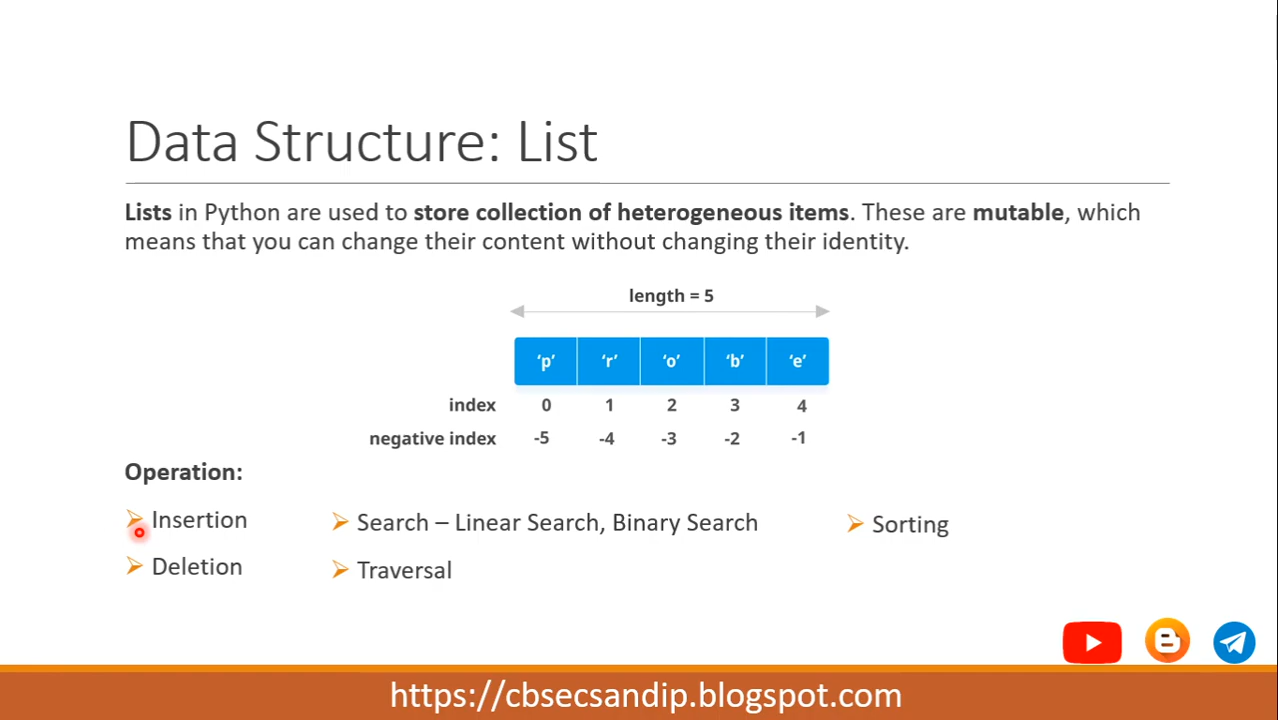 Data Structure: List
Lists in Python are used to store collection of heterogeneous items. These are mutable, which
means that you can change their content without changing their identity.
length = 5
‘p’ ‘r’ ‘o’ ‘b’ ‘e’
index 0 1 2 3 4
negative index -5 -4 -3 -2 -1
Operation:
Insertion
Deletion
Search – Linear Search, Binary Search
Traversal
Sorting
https://cbsecsandip.blogspot.com